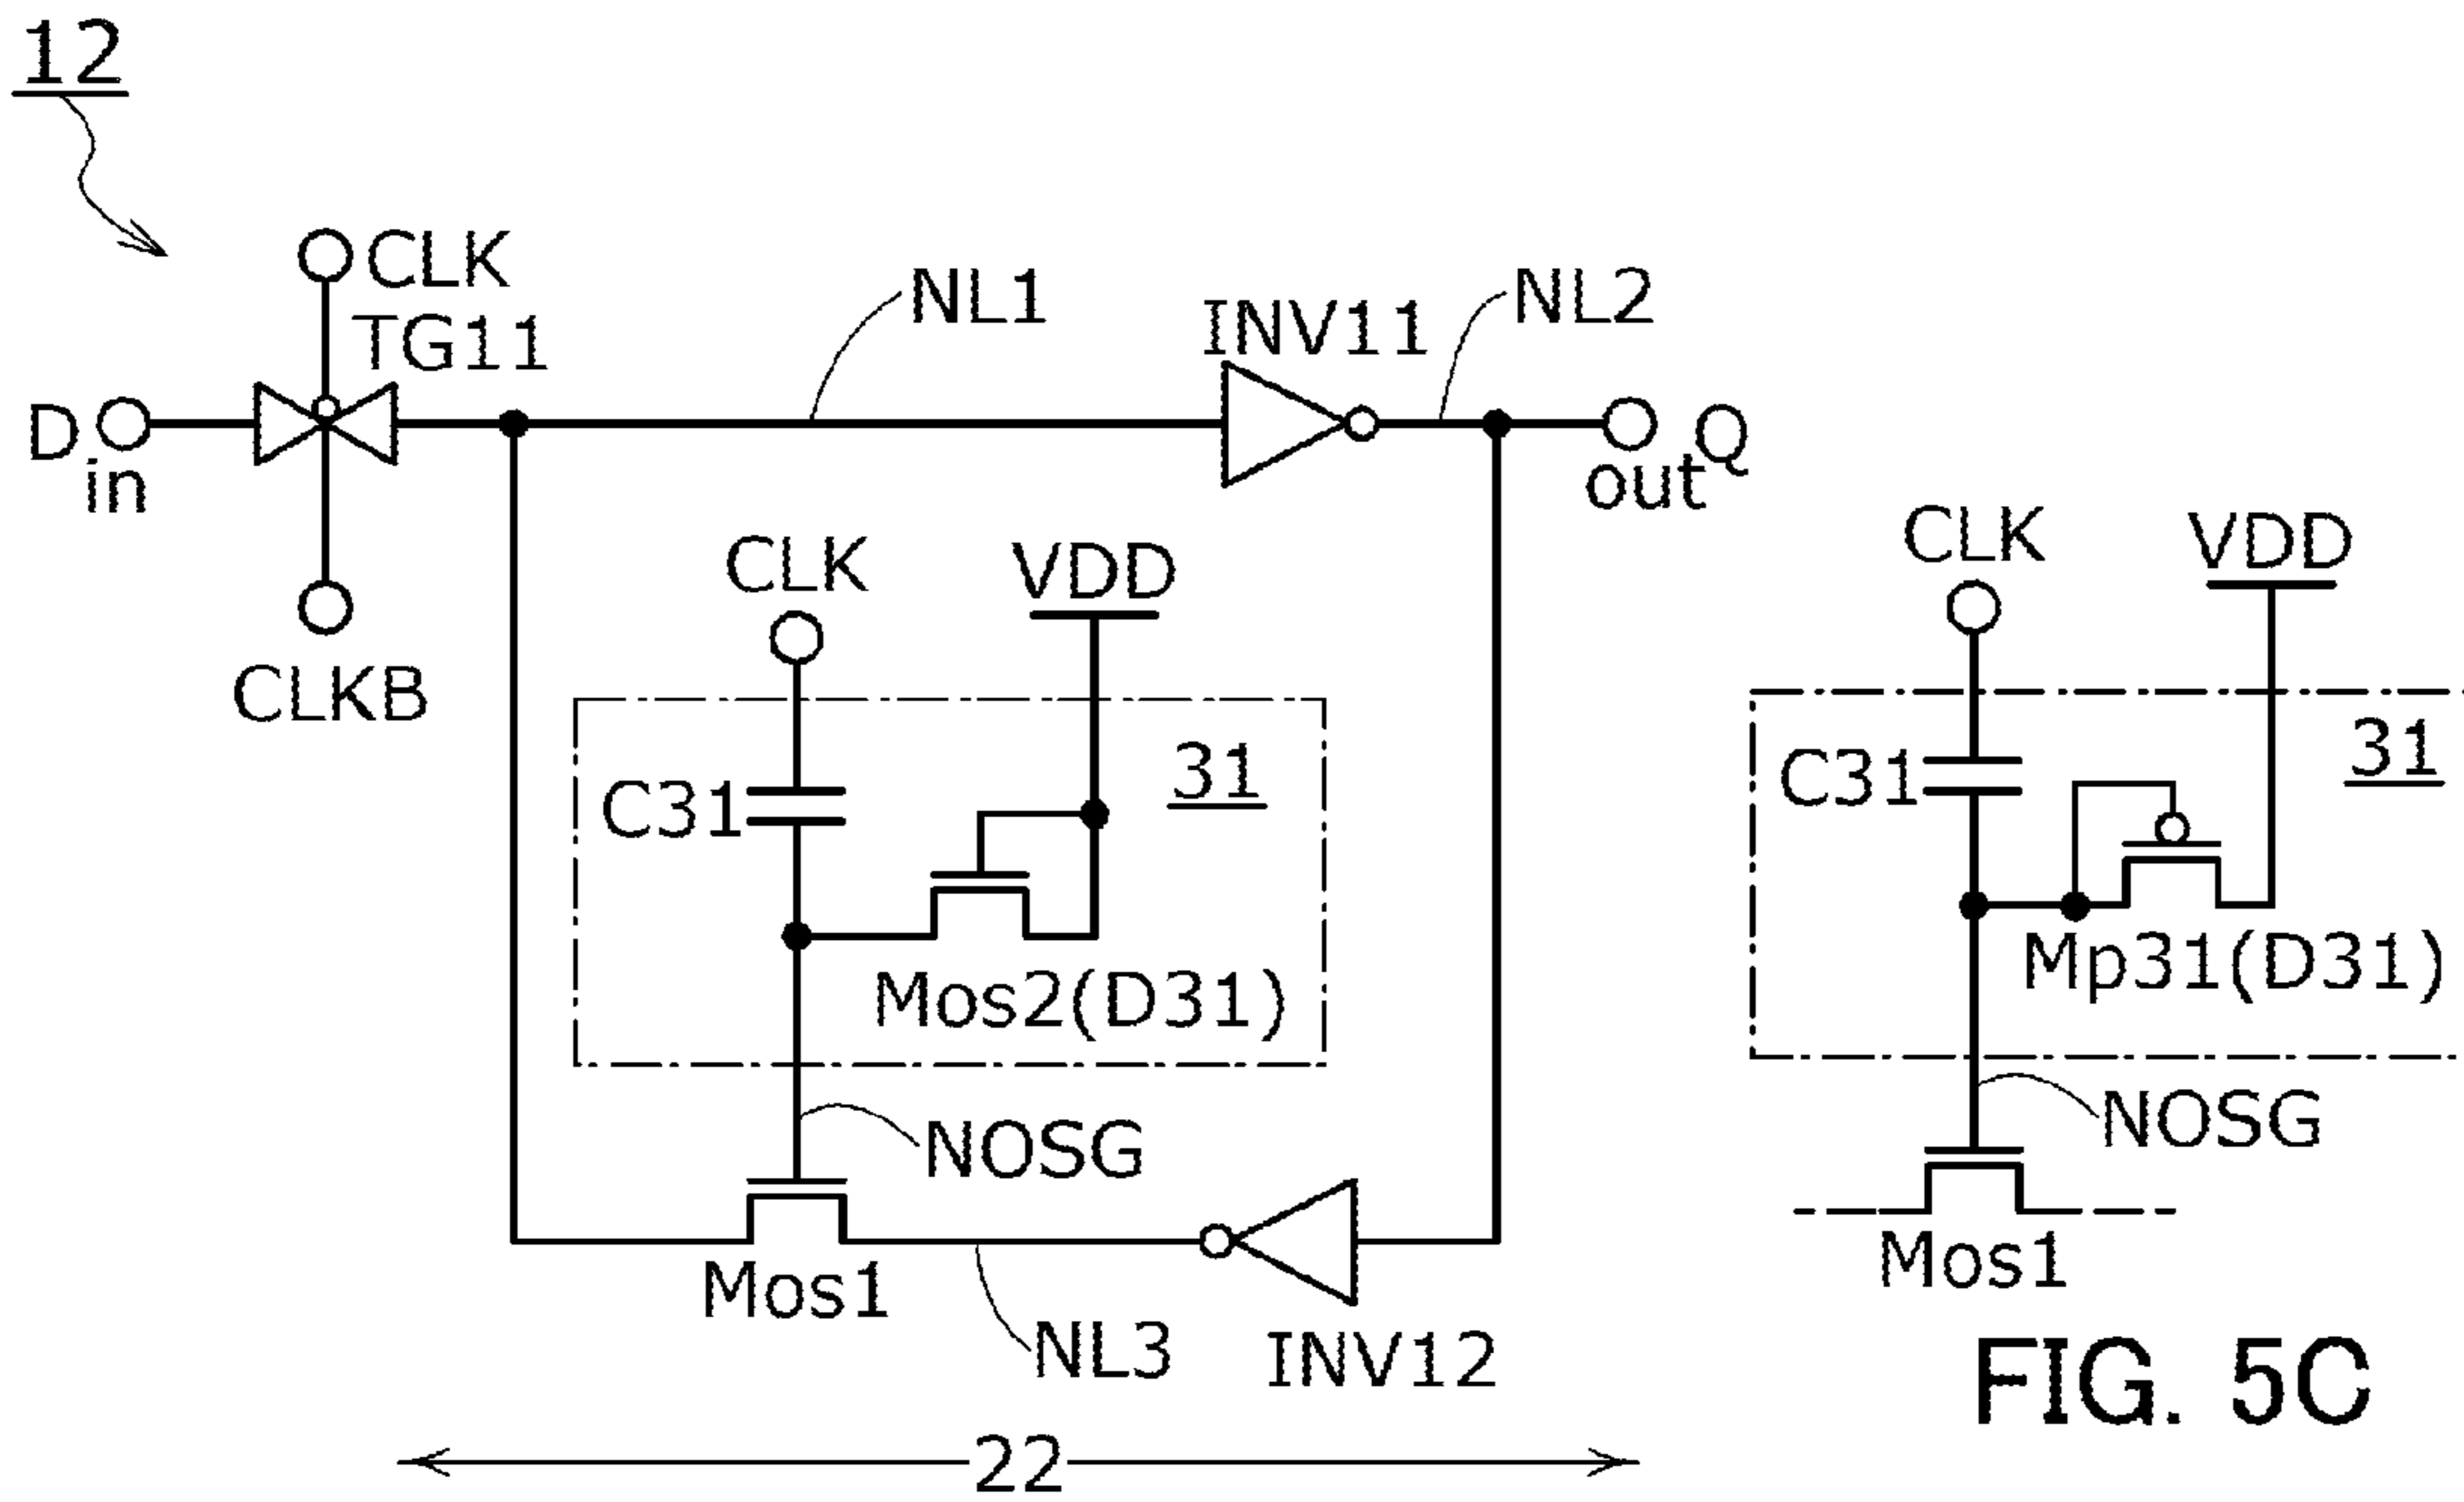 12
CLK
TG11
NL1
INV11
NL2
D
in
Q
out
CLKB
CLK
VDD
C31
31
Mos2(D31)
NOSG
Mos1
NL3
INV12
22
CLK
VDD
C31
31
Mp31(D31)
NOSG
Mos1
FIG. 5C